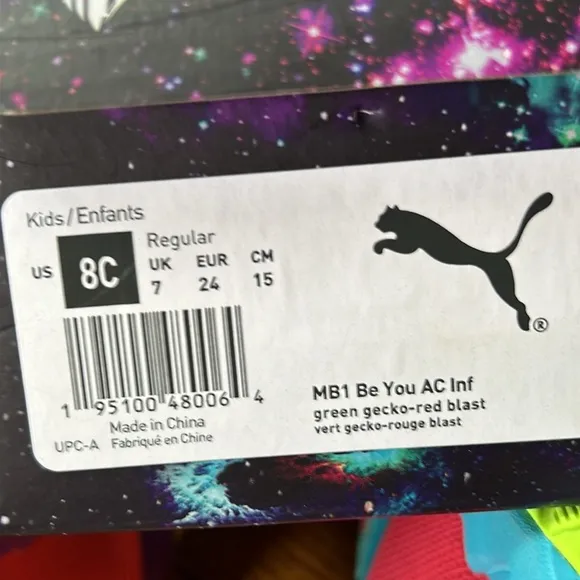 Kids/Enfants
Regular
US 8C UK EUR CM
7 24 15
1 95100 48006 4
Made in China
UPC-A Fabriqué en Chine
®
MB1 Be You AC Inf
green gecko-red blast
vert gecko-rouge blast